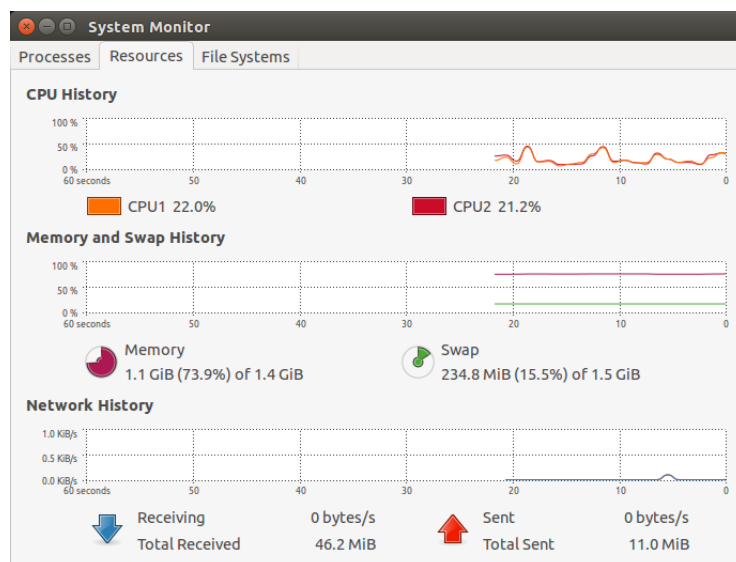 System Monitor
Processes Resources File Systems
CPU History
100 %
50 %
0 %
60 seconds 50 40 30 20 10 0
CPU1 22.0% CPU2 21.2%
Memory and Swap History
100 %
50 %
0 %
60 seconds 50 40 30 20 10 0
Memory Swap
1.1 GiB (73.9%) of 1.4 GiB 234.8 MiB (15.5%) of 1.5 GiB
Network History
1.0 KiB/s
0.5 KiB/s
0.0 KiB/s
60 seconds 50 40 30 20 10 0
Receiving 0 bytes/s Sent 0 bytes/s
Total Received 46.2 MiB Total Sent 11.0 MiB